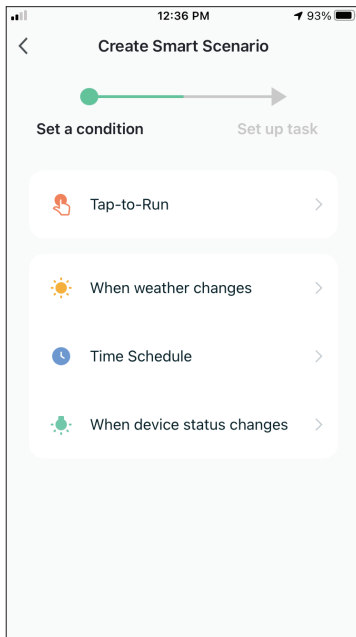 12:36 PM
93%
Create Smart Scenario
Set a condition
Set up task
Tap-to-Run
When weather changes
Time Schedule
When device status changes